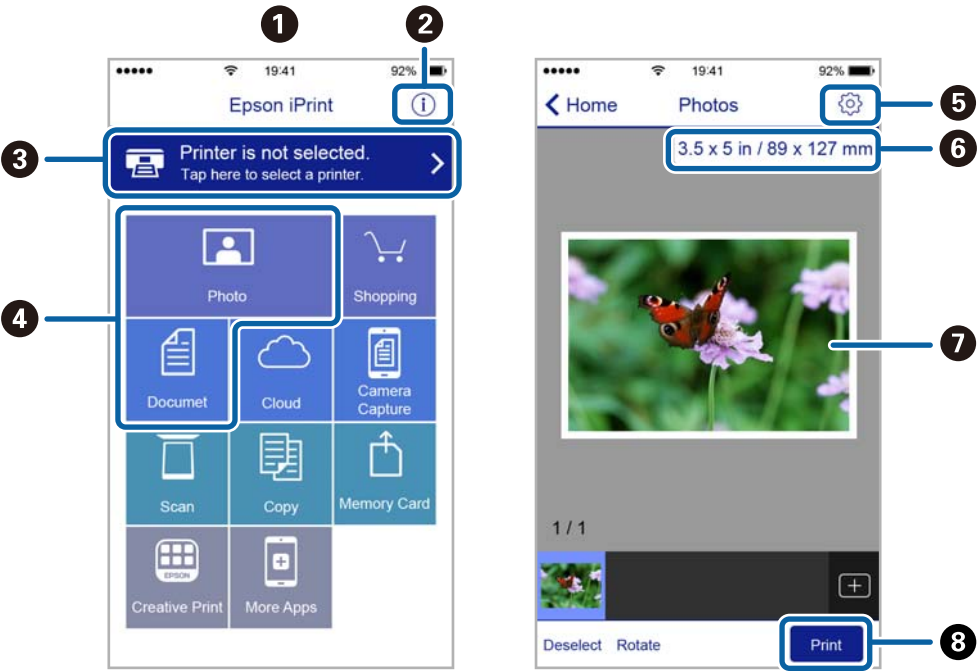 1
2
19:41
92%
Epson iPrint
i
3
Printer is not selected.
Tap here to select a printer.
4
Photo
Shopping
Documet
Cloud
Camera
Capture
Scan
Copy
Memory Card
EPSON
Creative Print
More Apps
19:41
92%
Home
Photos
5
3.5 x 5 in / 89 x 127 mm
6
7
1 / 1
Deselect
Rotate
Print
8